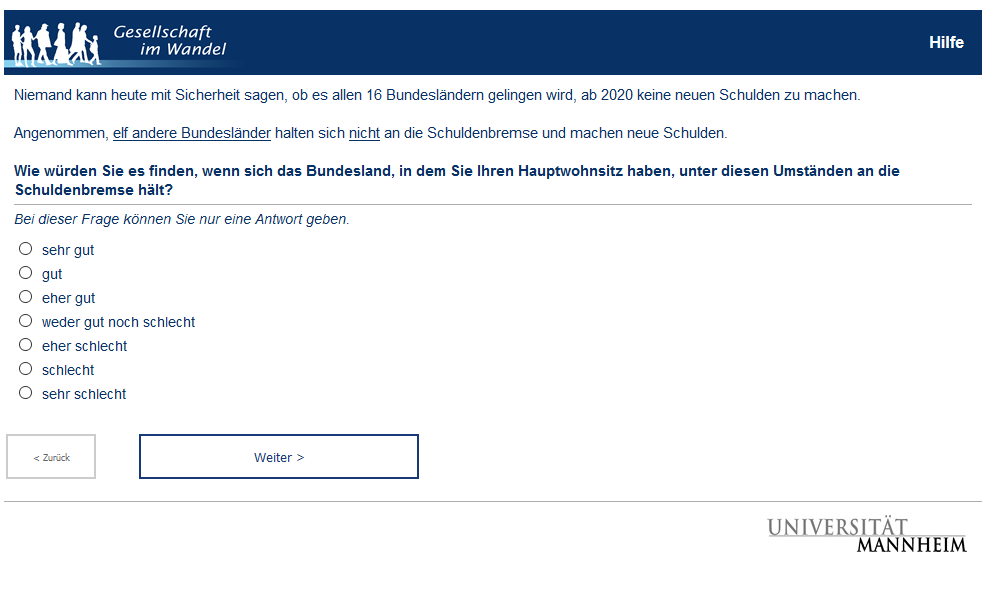 Gesellschaft
im Wandel
Hilfe
Niemand kann heute mit Sicherheit sagen, ob es allen 16 Bundesländern gelingen wird, ab 2020 keine neuen Schulden zu machen.
Angenommen, elf andere Bundesländer halten sich nicht an die Schuldenbremse und machen neue Schulden.
Wie würden Sie es finden, wenn sich das Bundesland, in dem Sie Ihren Hauptwohnsitz haben, unter diesen Umständen an die
Schuldenbremse hält?
Bei dieser Frage können Sie nur eine Antwort geben.
sehr gut
gut
eher gut
weder gut noch schlecht
eher schlecht
schlecht
sehr schlecht
< Zurück
Weiter >
UNIVERSITÄT
MANNHEIM